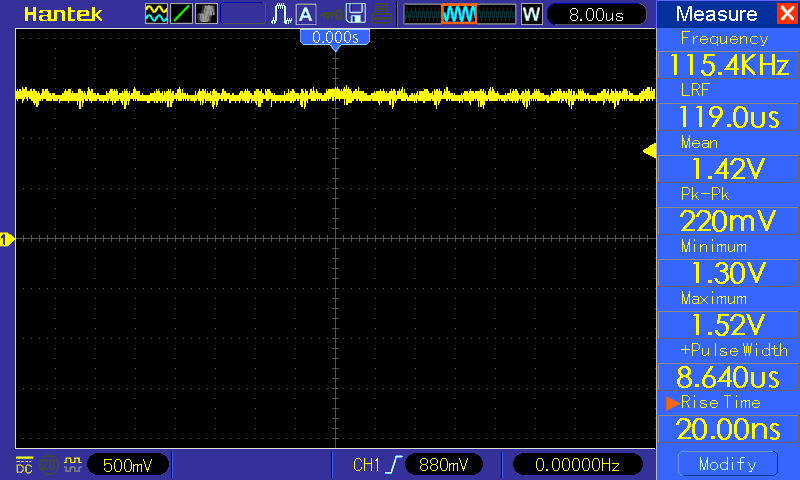 Hantek A W 8.00us Measure X
0.000s
Frequency
115.4KHz
LRF
119.0us
Mean
1.42V
Pk-Pk
220mV
Minimum
1.30V
Maximum
1.52V
+Pulse Width
8.640us
Rise Time
20.00ns
Modify
1
DC 500mV CH1 880mV 0.00000Hz